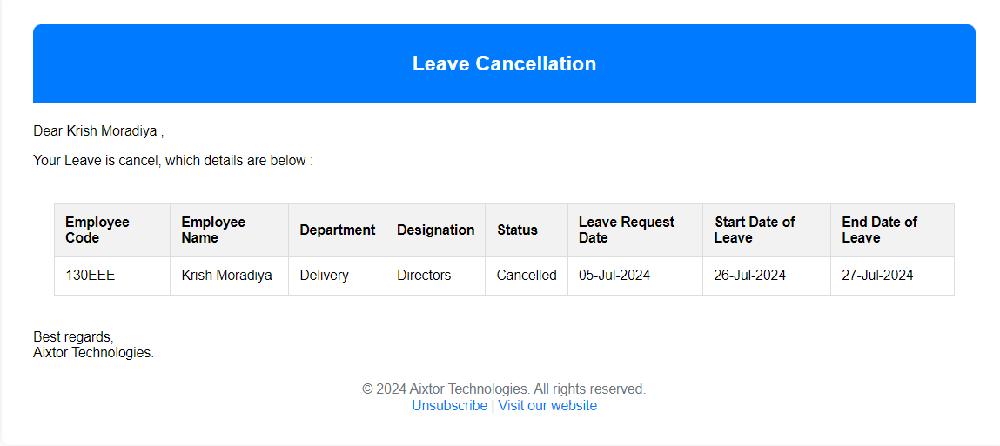 Leave Cancellation
Dear Krish Moradiya ,
Your Leave is cancel, which details are below :
Employee Code Employee Name Department Designation Status Leave Request Date Start Date of Leave End Date of Leave
130EEE Krish Moradiya Delivery Directors Cancelled 05-Jul-2024 26-Jul-2024 27-Jul-2024
Best regards,
Aixtor Technologies.
© 2024 Aixtor Technologies. All rights reserved.
Unsubscribe | Visit our website